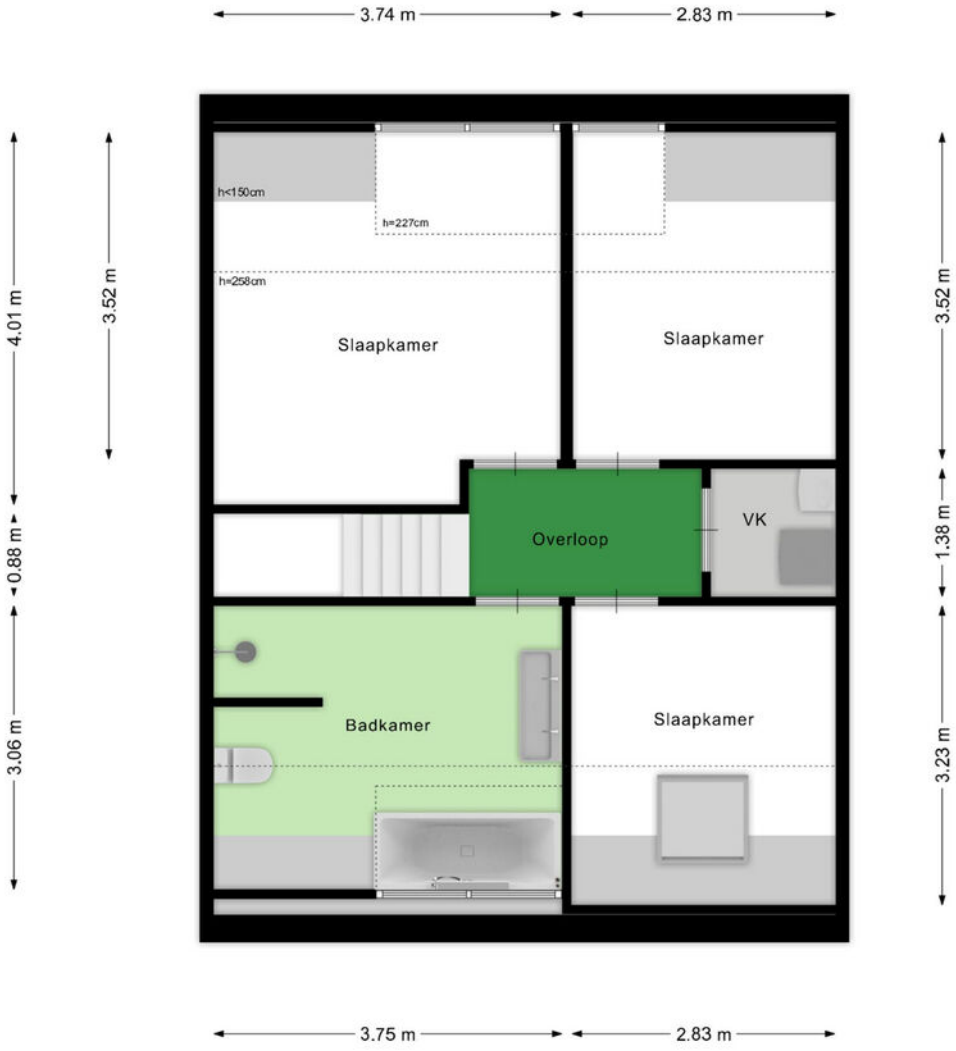 3.74 m
2.83 m
h<150cm
h=227cm
h=258cm
4.01 m
3.52 m
3.52 m
Slaapkamer
Slaapkamer
0.88 m
Overloop
VK
1.38 m
3.06 m
Badkamer
Slaapkamer
3.23 m
3.75 m
2.83 m